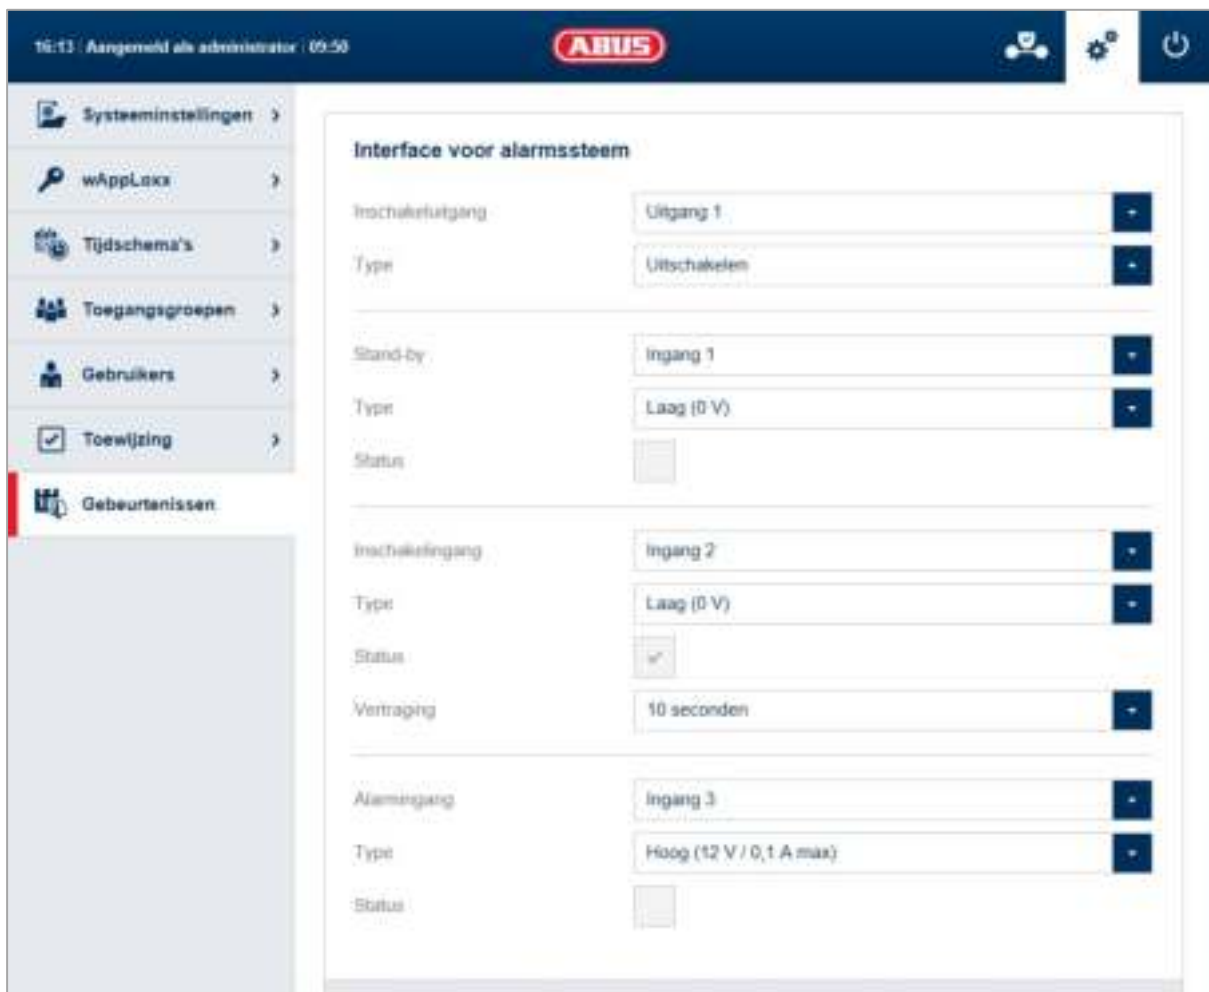 16:13 | Aangemeld als administrator | 09:50
ABUS
Systeeminstellingen
wAppLoxx
Tijdschema's
Toegangsgroepen
Gebruikers
Toewijzing
Gebeurtenissen
Interface voor alarmssteem
Inschakeluitgang Uitgang 1
Type Uitschakelen
Stand-by Ingang 1
Type Laag (0 V)
Status
Inschakelingang Ingang 2
Type Laag (0 V)
Status
Vertraging 10 seconden
Alarmingang Ingang 3
Type Hoog (12 V / 0,1 A max)
Status